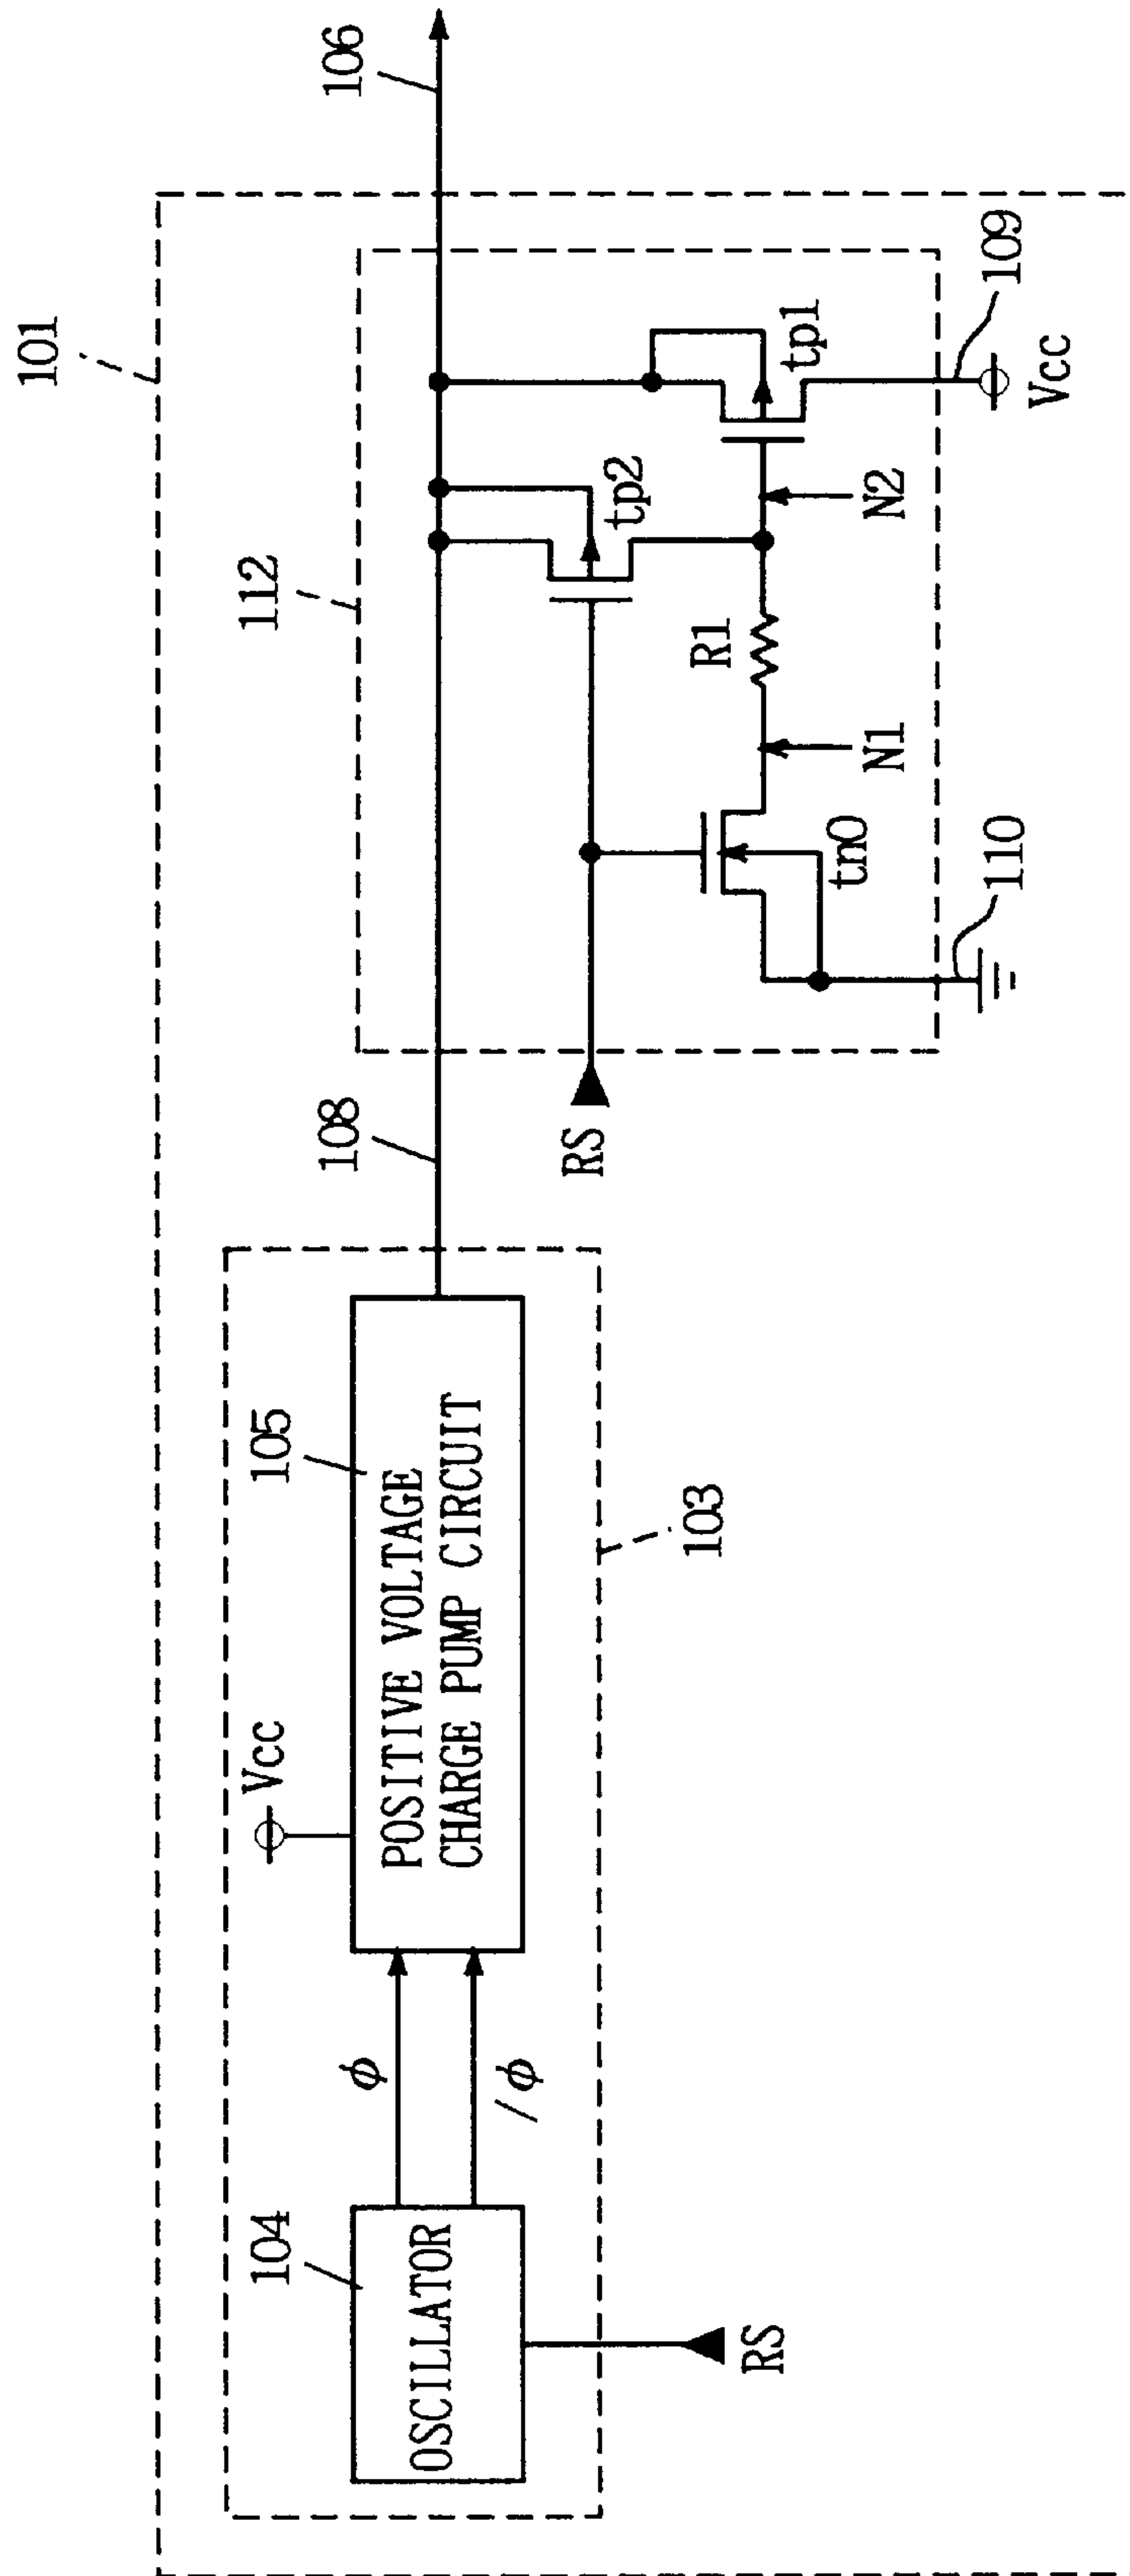 101
106
112
108
103
105
POSITIVE VOLTAGE
CHARGE PUMP CIRCUIT
Vcc
104
OSCILLATOR
φ
/φ
RS
RS
tp2
tp1
R1
N1
N2
tn0
110
109
Vcc